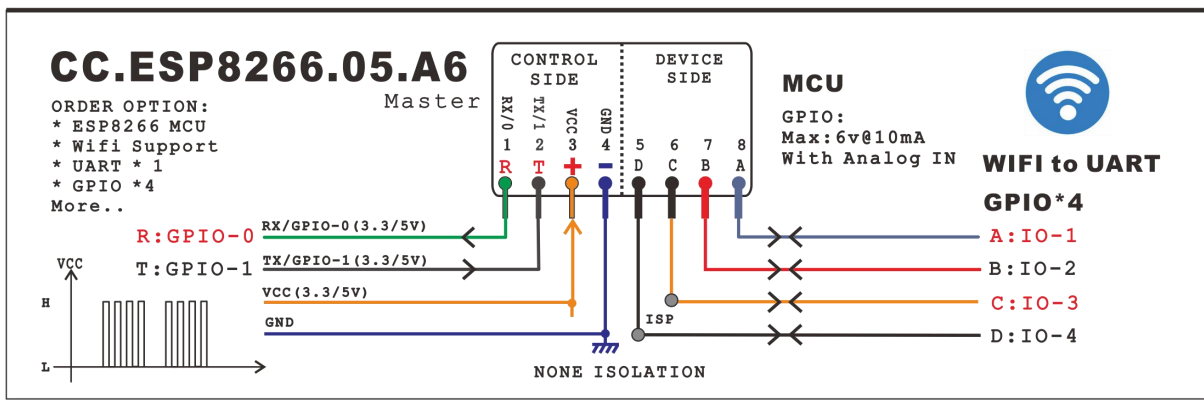 CC.ESP8266.05.A6
Master
ORDER OPTION:
* ESP8266 MCU
* Wifi Support
* UART * 1
* GPIO *4
More..
CONTROL SIDE
DEVICE SIDE
RX/0 TX/1 VCC GND
1 2 3 4 5 6 7 8
R T + - D C B A
MCU
GPIO:
Max:6v@10mA
With Analog IN
WIFI to UART
GPIO*4
R:GPIO-0
RX/GPIO-0(3.3/5V)
T:GPIO-1
TX/GPIO-1(3.3/5V)
VCC(3.3/5V)
GND
VCC
H
L
ISP
A:IO-1
B:IO-2
C:IO-3
D:IO-4
NONE ISOLATION